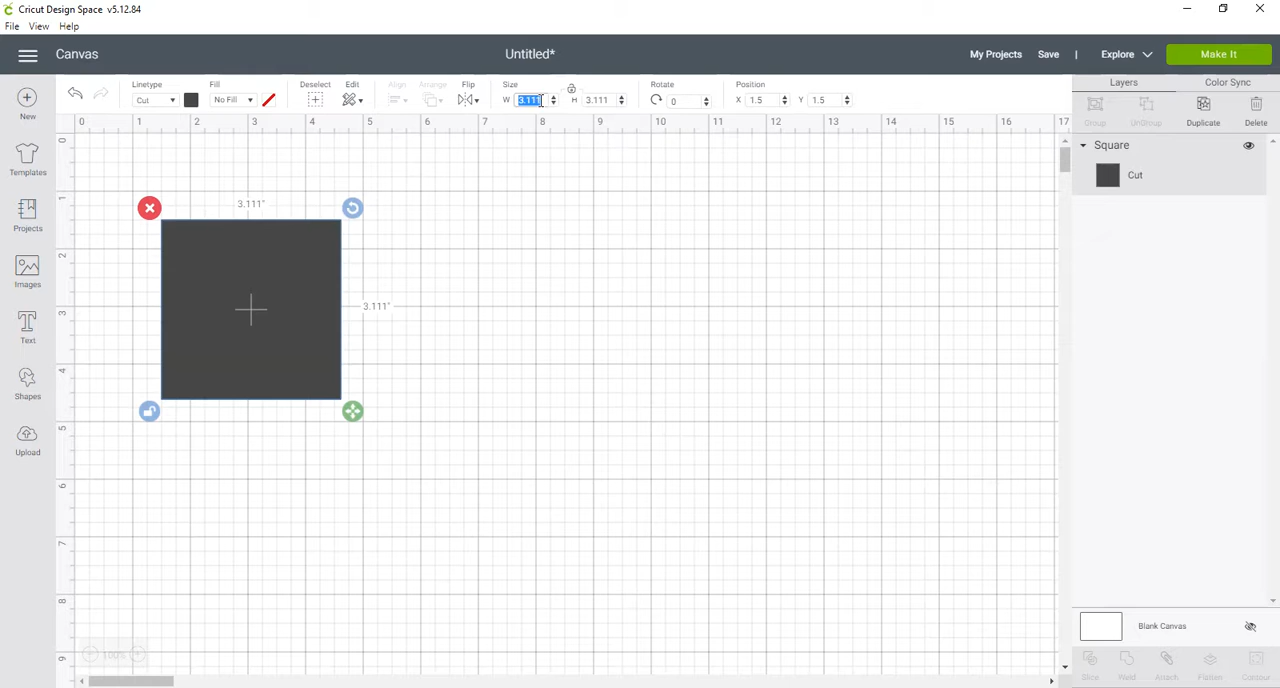 Cricut Design Space v5.12.84
File View Help
Canvas
Untitled*
My Projects Save | Explore Make It
Linetype Fill Deselect Edit Align Arrange Flip Size Rotate Position
Cut No Fill W 3.111 H 3.111 0 X 1.5 Y 1.5
Layers Color Sync
Group UnGroup Duplicate Delete
New
Templates
Projects
Images
Text
Shapes
Upload
0 1 2 3 4 5 6 7 8 9 10 11 12 13 14 15 16 17
0
1
2
3
4
5
6
7
8
9
3.111"
3.111"
Square
Cut
100%
Blank Canvas
Slice Weld Attach Flatten Contour